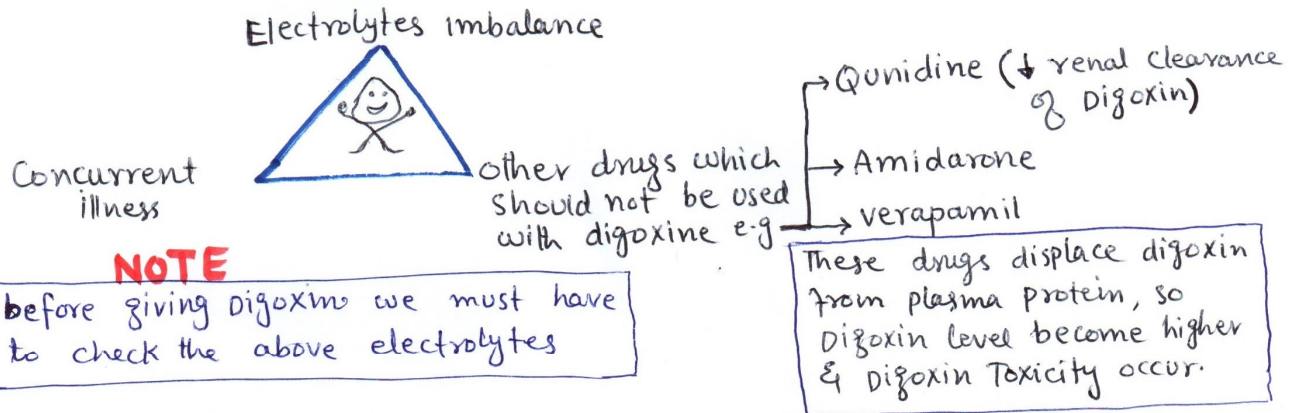 Electrolytes imbalance
Concurrent
illness
other drugs which
should not be used
with digoxine e.g
→ Qunidine (↓ renal clearance
of Digoxin)
→ Amidarone
→ verapamil
NOTE
before giving Digoxin we must have
to check the above electrolytes
These drugs displace digoxin
from plasma protein, so
Digoxin level become higher
& Digoxin Toxicity occur.